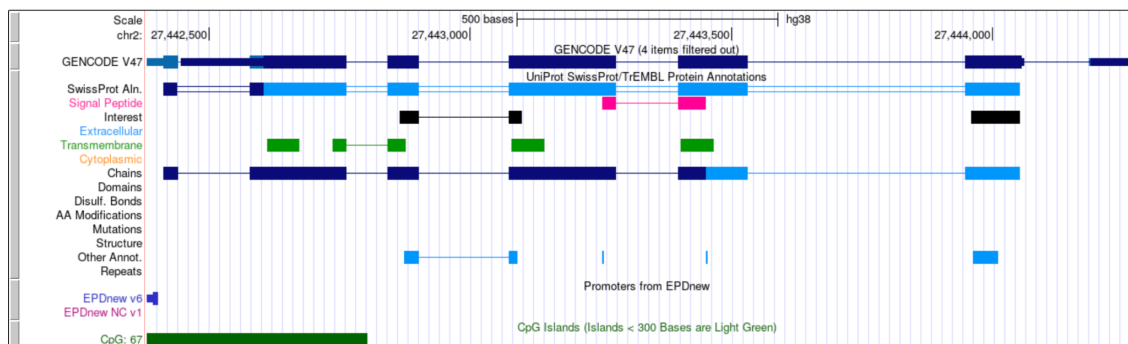 Scale 500 bases hg38
chr2: 27,442,500 27,443,000 27,443,500 27,444,000
GENCODE V47 (4 items filtered out)
GENCODE V47
UniProt SwissProt/TrEMBL Protein Annotations
SwissProt Aln.
Signal Peptide
Interest
Extracellular
Transmembrane
Cytoplasmic
Chains
Domains
Disulf. Bonds
AA Modifications
Mutations
Structure
Other Annot.
Repeats
Promoters from EPDnew
EPDnew v6
EPDnew NC v1
CpG Islands (Islands < 300 Bases are Light Green)
CpG: 67